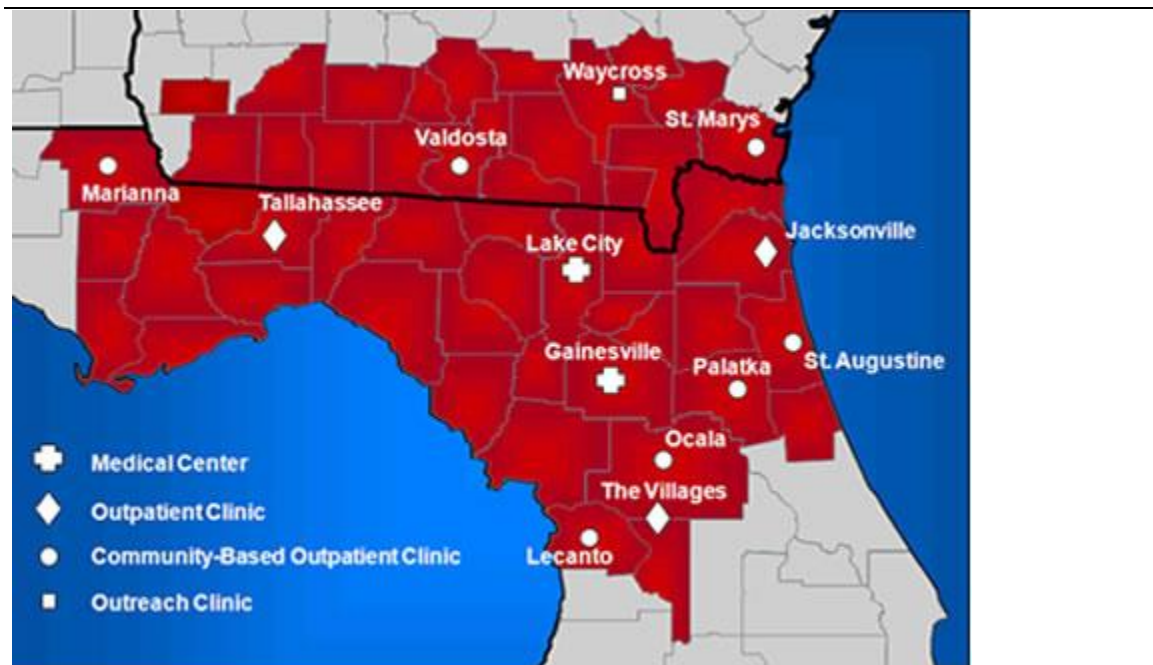 Waycross
St. Marys
Valdosta
Marianna
Tallahassee
Jacksonville
Lake City
Gainesville
Palatka
St. Augustine
Ocala
The Villages
Lecanto
Medical Center
Outpatient Clinic
Community-Based Outpatient Clinic
Outreach Clinic